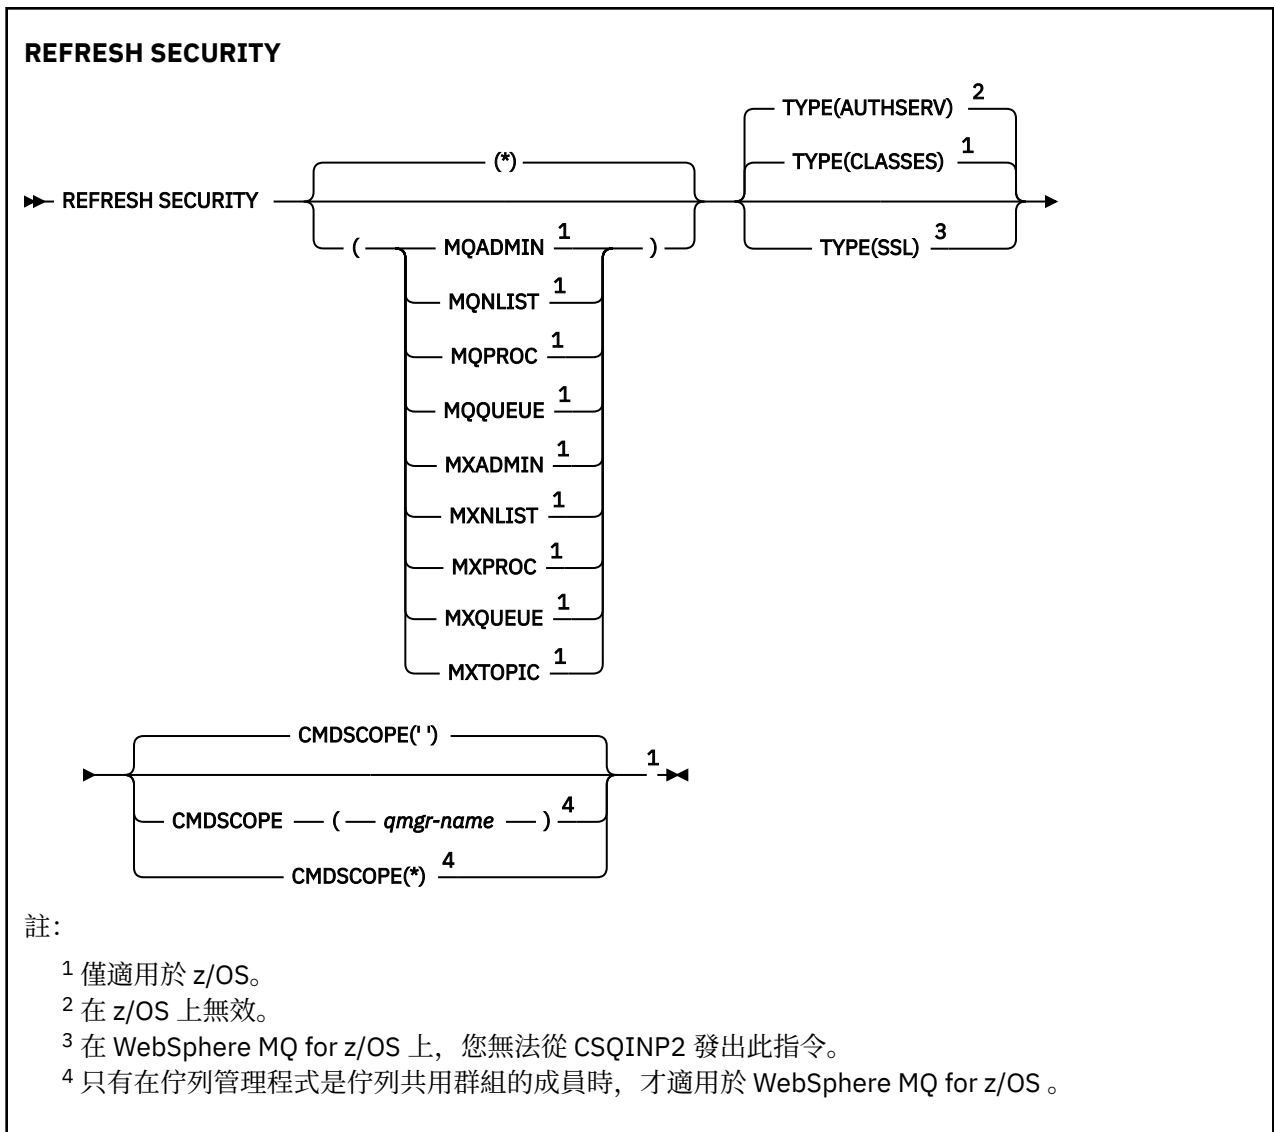 REFRESH SECURITY
TYPE(AUTHSERV) 2
(*) TYPE(CLASSES) 1
REFRESH SECURITY
( MQADMIN 1 ) TYPE(SSL) 3
MQNLIST 1
MQPROC 1
MQQUEUE 1
MXADMIN 1
MXNLIST 1
MXPROC 1
MXQUEUE 1
MXTOPIC 1
CMDSCOPE(' ')
1
CMDSCOPE ( qmgr-name ) 4
CMDSCOPE(*) 4
註：
1 僅適用於 z/OS。
2 在 z/OS 上無效。
3 在 WebSphere MQ for z/OS 上，您無法從 CSQINP2 發出此指令。
4 只有在佇列管理程式是佇列共用群組的成員時，才適用於 WebSphere MQ for z/OS 。